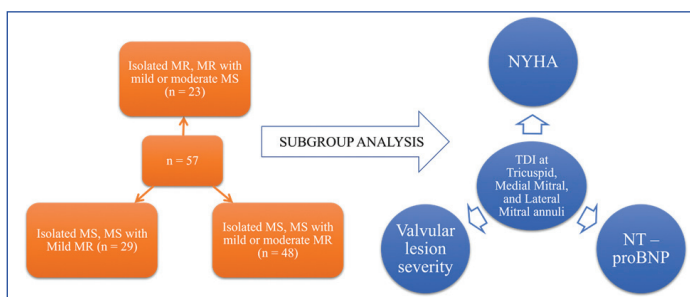 Isolated MR, MR with
mild or moderate MS
(n = 23)
n = 57
Isolated MS, MS with
Mild MR (n = 29)
Isolated MS, MS with
mild or moderate MR
(n = 48)
SUBGROUP ANALYSIS
NYHA
TDI at
Tricuspid,
Medial Mitral,
and Lateral
Mitral annuli
Valvular
lesion
severity
NT –
proBNP